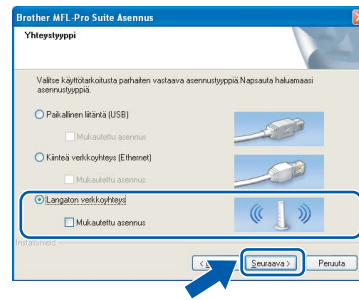 Brother MFL-Pro Suite Asennus
Yhteystyyppi
Valitse käyttötarkoitusta parhaiten vastaava asennustyyppi. Napsauta haluamaasi
asennustyyppiä.
Paikallinen liitäntä (USB)
Mukautettu asennus
Kiinteä verkkoyhteys (Ethernet)
Mukautettu asennus
Langaton verkkoyhteys
Mukautettu asennus
InstallShield
Seuraava >
Peruuta